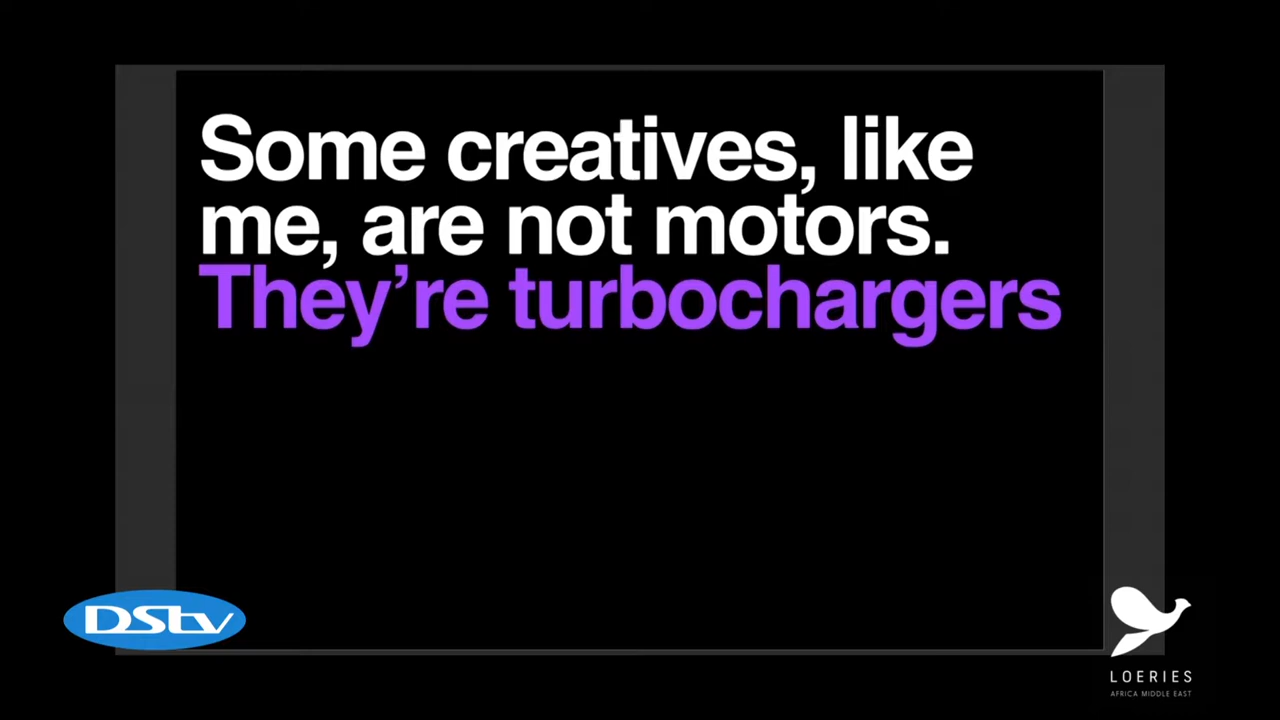 Some creatives, like
me, are not motors.
They’re turbochargers
DStv
LOERIES
AFRICA MIDDLE EAST